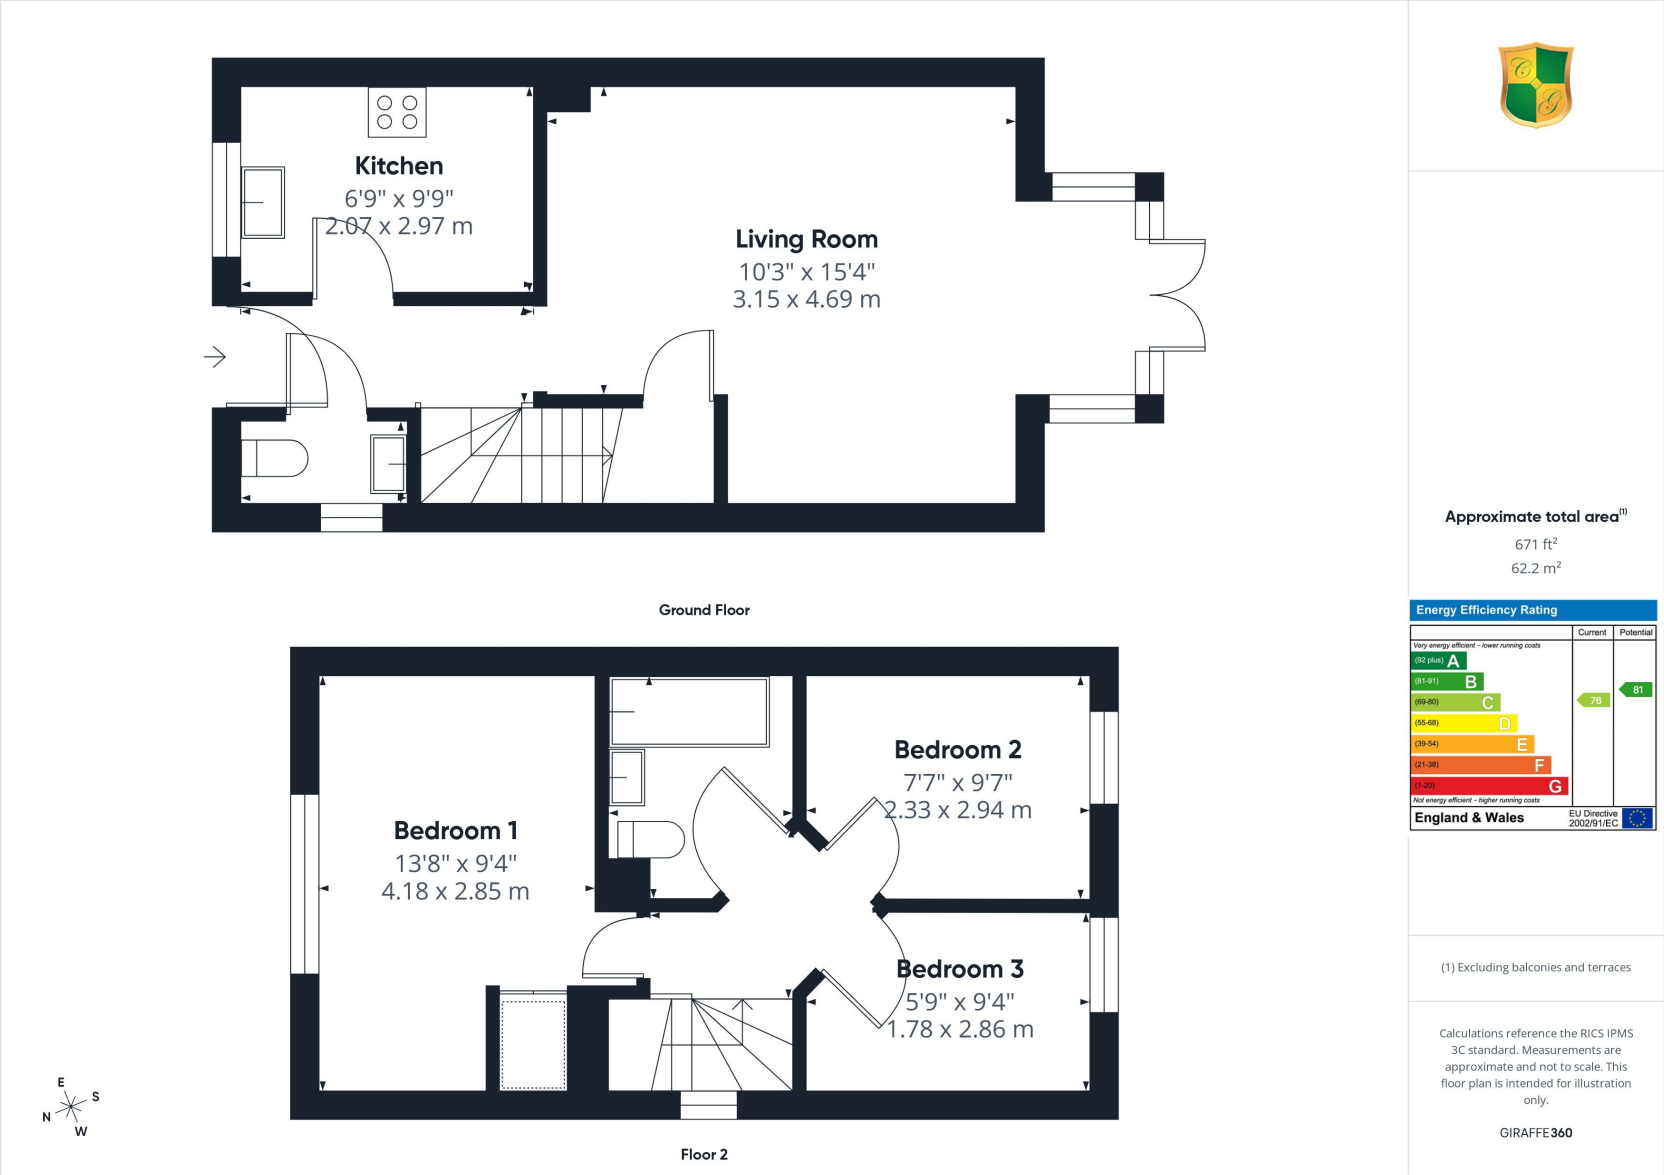 Kitchen
6'9" x 9'9"
2.07 x 2.97 m
Living Room
10'3" x 15'4"
3.15 x 4.69 m
Ground Floor
Bedroom 1
13'8" x 9'4"
4.18 x 2.85 m
Bedroom 2
7'7" x 9'7"
2.33 x 2.94 m
Bedroom 3
5'9" x 9'4"
1.78 x 2.86 m
Floor 2
E
S
N
W
C
G
Approximate total area(1)
671 ft²
62.2 m²
Energy Efficiency Rating
Current Potential
Very energy efficient - lower running costs
(92 plus) A
(81-91) B
81
(69-80) C
76
(55-68) D
(39-54) E
(21-38) F
(1-20) G
Not energy efficient - higher running costs
England & Wales
EU Directive
2002/91/EC
(1) Excluding balconies and terraces
Calculations reference the RICS IPMS
3C standard. Measurements are
approximate and not to scale. This
floor plan is intended for illustration
only.
GIRAFFE360